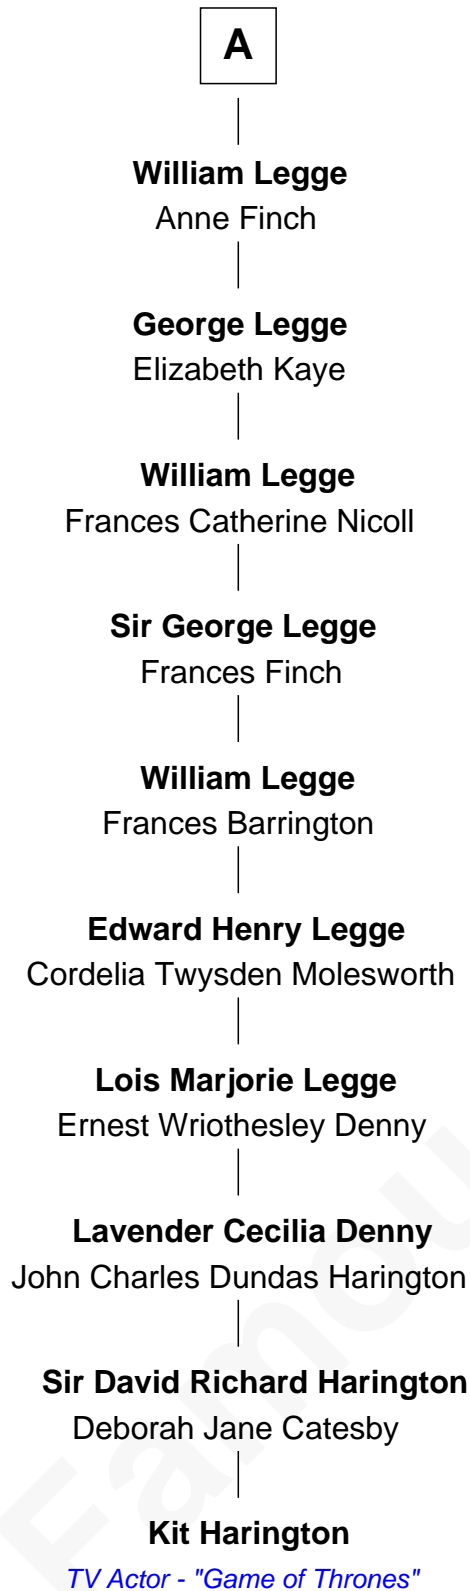 A
William Legge
Anne Finch
George Legge
Elizabeth Kaye
William Legge
Frances Catherine Nicoll
Sir George Legge
Frances Finch
William Legge
Frances Barrington
Edward Henry Legge
Cordelia Twysden Molesworth
Lois Marjorie Legge
Ernest Wriothesley Denny
Lavender Cecilia Denny
John Charles Dundas Harington
Sir David Richard Harington
Deborah Jane Catesby
Kit Harington
TV Actor - "Game of Thrones"
Famou